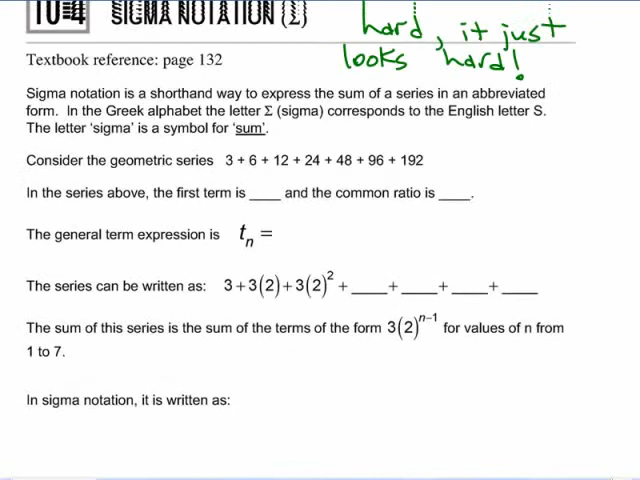 10-4 SIGMA NOTATION (Σ)
hard, it just
looks hard!
Textbook reference: page 132
Sigma notation is a shorthand way to express the sum of a series in an abbreviated
form. In the Greek alphabet the letter Σ (sigma) corresponds to the English letter S.
The letter ‘sigma’ is a symbol for ‘sum’.
Consider the geometric series 3 + 6 + 12 + 24 + 48 + 96 + 192
In the series above, the first term is ____ and the common ratio is ____.
The general term expression is tₙ =
The series can be written as: 3+3(2)+3(2)²+____+____+____+____
The sum of this series is the sum of the terms of the form 3(2)ⁿ⁻¹ for values of n from
1 to 7.
In sigma notation, it is written as: